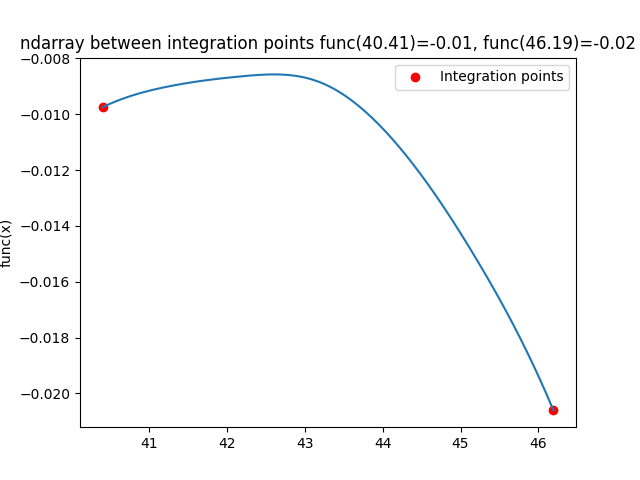 ndarray between integration points func(40.41)=-0.01, func(46.19)=-0.02
Integration points
func(x)
−0.008
−0.010
−0.012
−0.014
−0.016
−0.018
−0.020
41 42 43 44 45 46